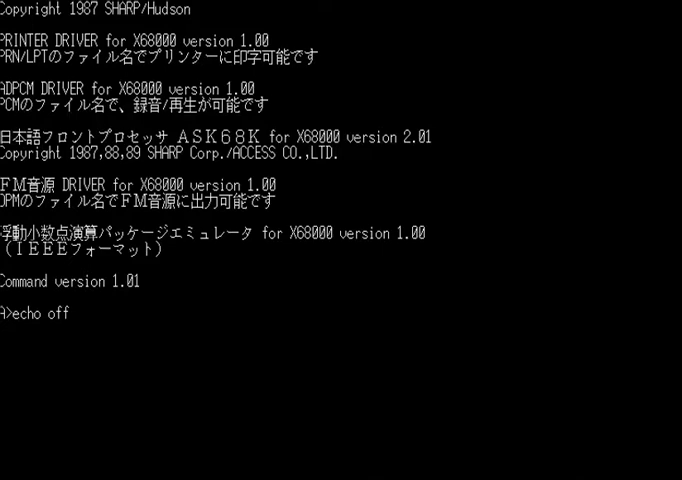 Copyright 1987 SHARP/Hudson
PRINTER DRIVER for X68000 version 1.00
PRN/LPTのファイル名でプリンターに印字可能です
ADPCM DRIVER for X68000 version 1.00
PCMのファイル名で、録音/再生が可能です
日本語フロントプロセッサ ＡＳＫ６８Ｋ for X68000 version 2.01
Copyright 1987,88,89 SHARP Corp./ACCESS CO.,LTD.
ＦＭ音源 DRIVER for X68000 version 1.00
OPMのファイル名でＦＭ音源に出力可能です
浮動小数点演算パッケージエミュレータ for X68000 version 1.00
（ＩＥＥＥフォーマット）
Command version 1.01
A>echo off